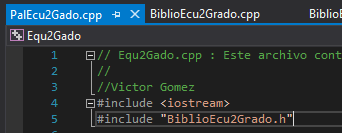 PalEcu2Gado.cpp BiblioEcu2Grado.cpp BiblioEc
Equ2Gado
1 // Equ2Gado.cpp : Este archivo cont
2 //
3 //Victor Gomez
4 #include <iostream>
5 #include "BiblioEcu2Grado.h"